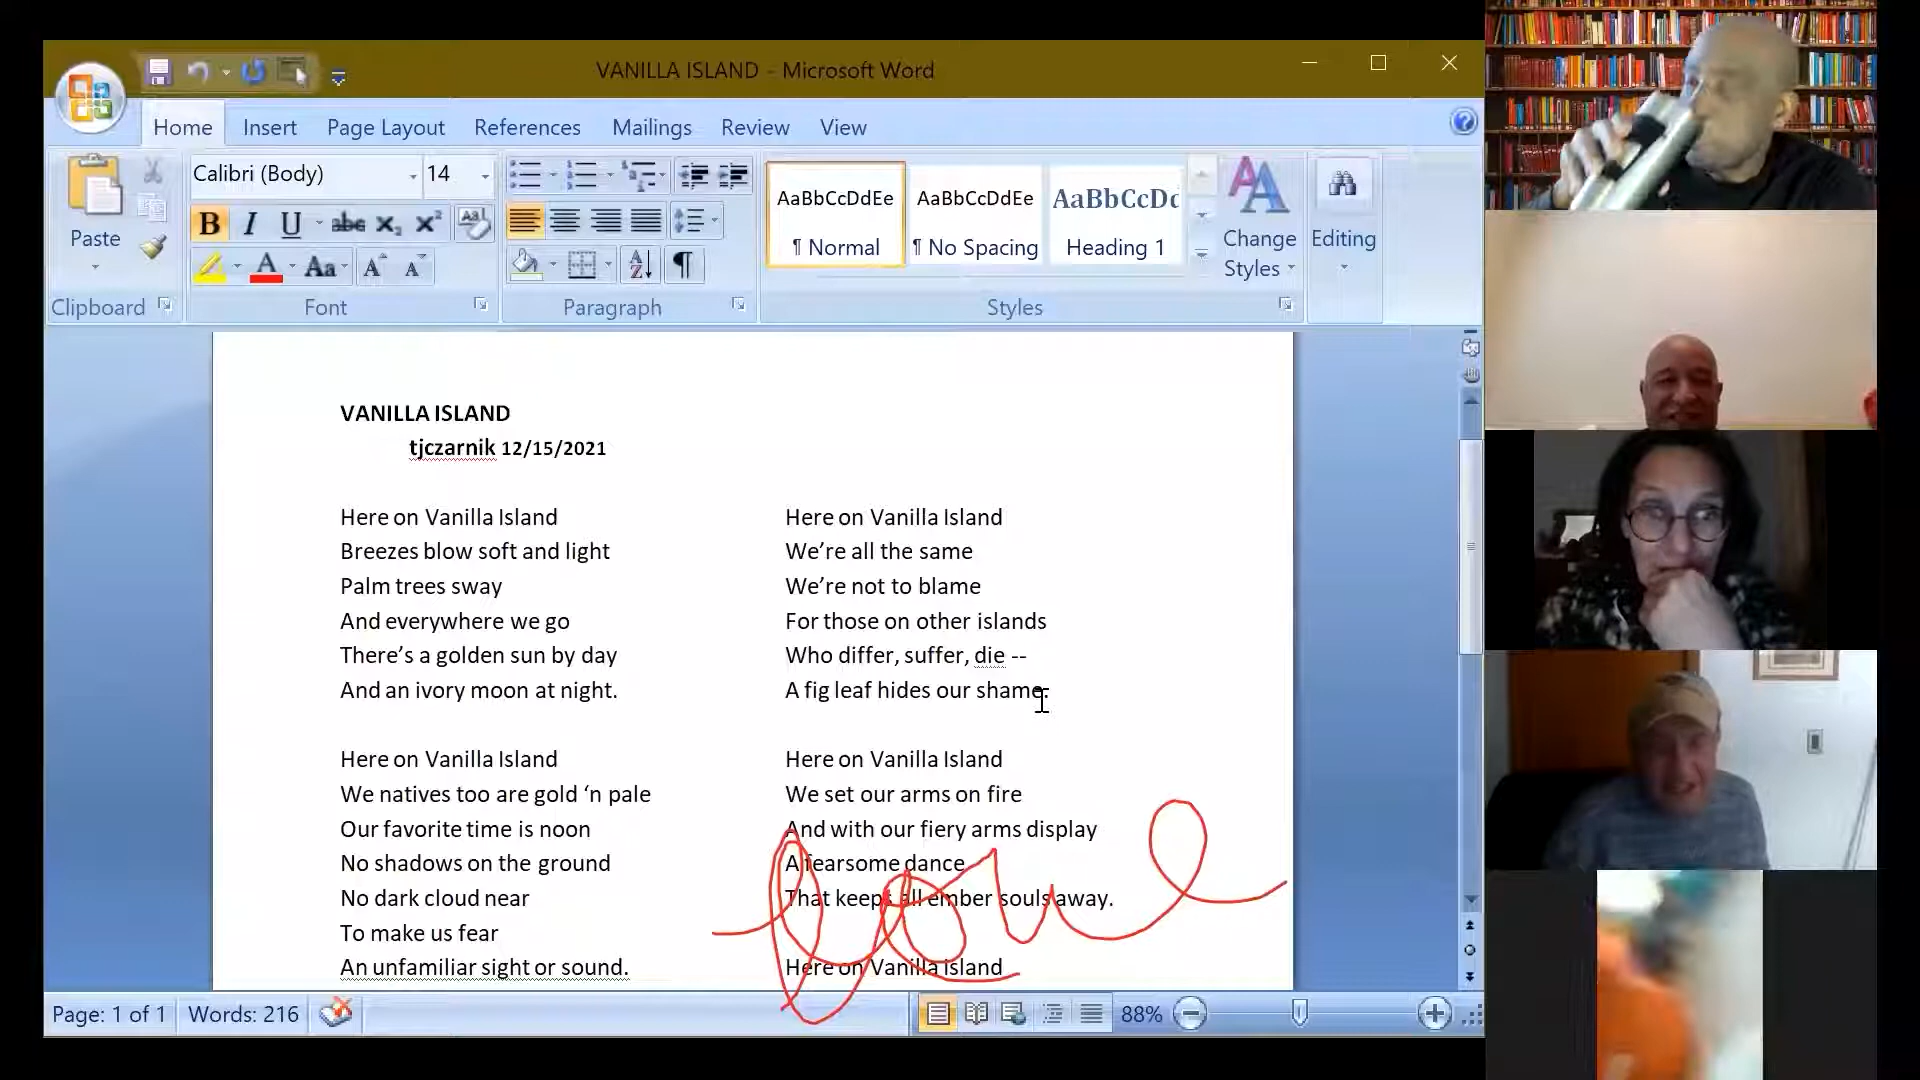 VANILLA ISLAND - Microsoft Word
Home Insert Page Layout References Mailings Review View
Calibri (Body) 14
Paste
B I U abc x₂ x² Aa A A
AaBbCcDdEe AaBbCcDdEe AaBbCcDc
¶ Normal ¶ No Spacing Heading 1
Change Styles Editing
Clipboard Font Paragraph Styles
VANILLA ISLAND
tjczarnik 12/15/2021
Here on Vanilla Island
Breezes blow soft and light
Palm trees sway
And everywhere we go
There’s a golden sun by day
And an ivory moon at night.
Here on Vanilla Island
We natives too are gold ‘n pale
Our favorite time is noon
No shadows on the ground
No dark cloud near
To make us fear
An unfamiliar sight or sound.
Here on Vanilla Island
We’re all the same
We’re not to blame
For those on other islands
Who differ, suffer, die --
A fig leaf hides our shame
Here on Vanilla Island
We set our arms on fire
And with our fiery arms display
A fearsome dance
That keeps all ember souls away.
Here on Vanilla Island
love
Page: 1 of 1 Words: 216 88%